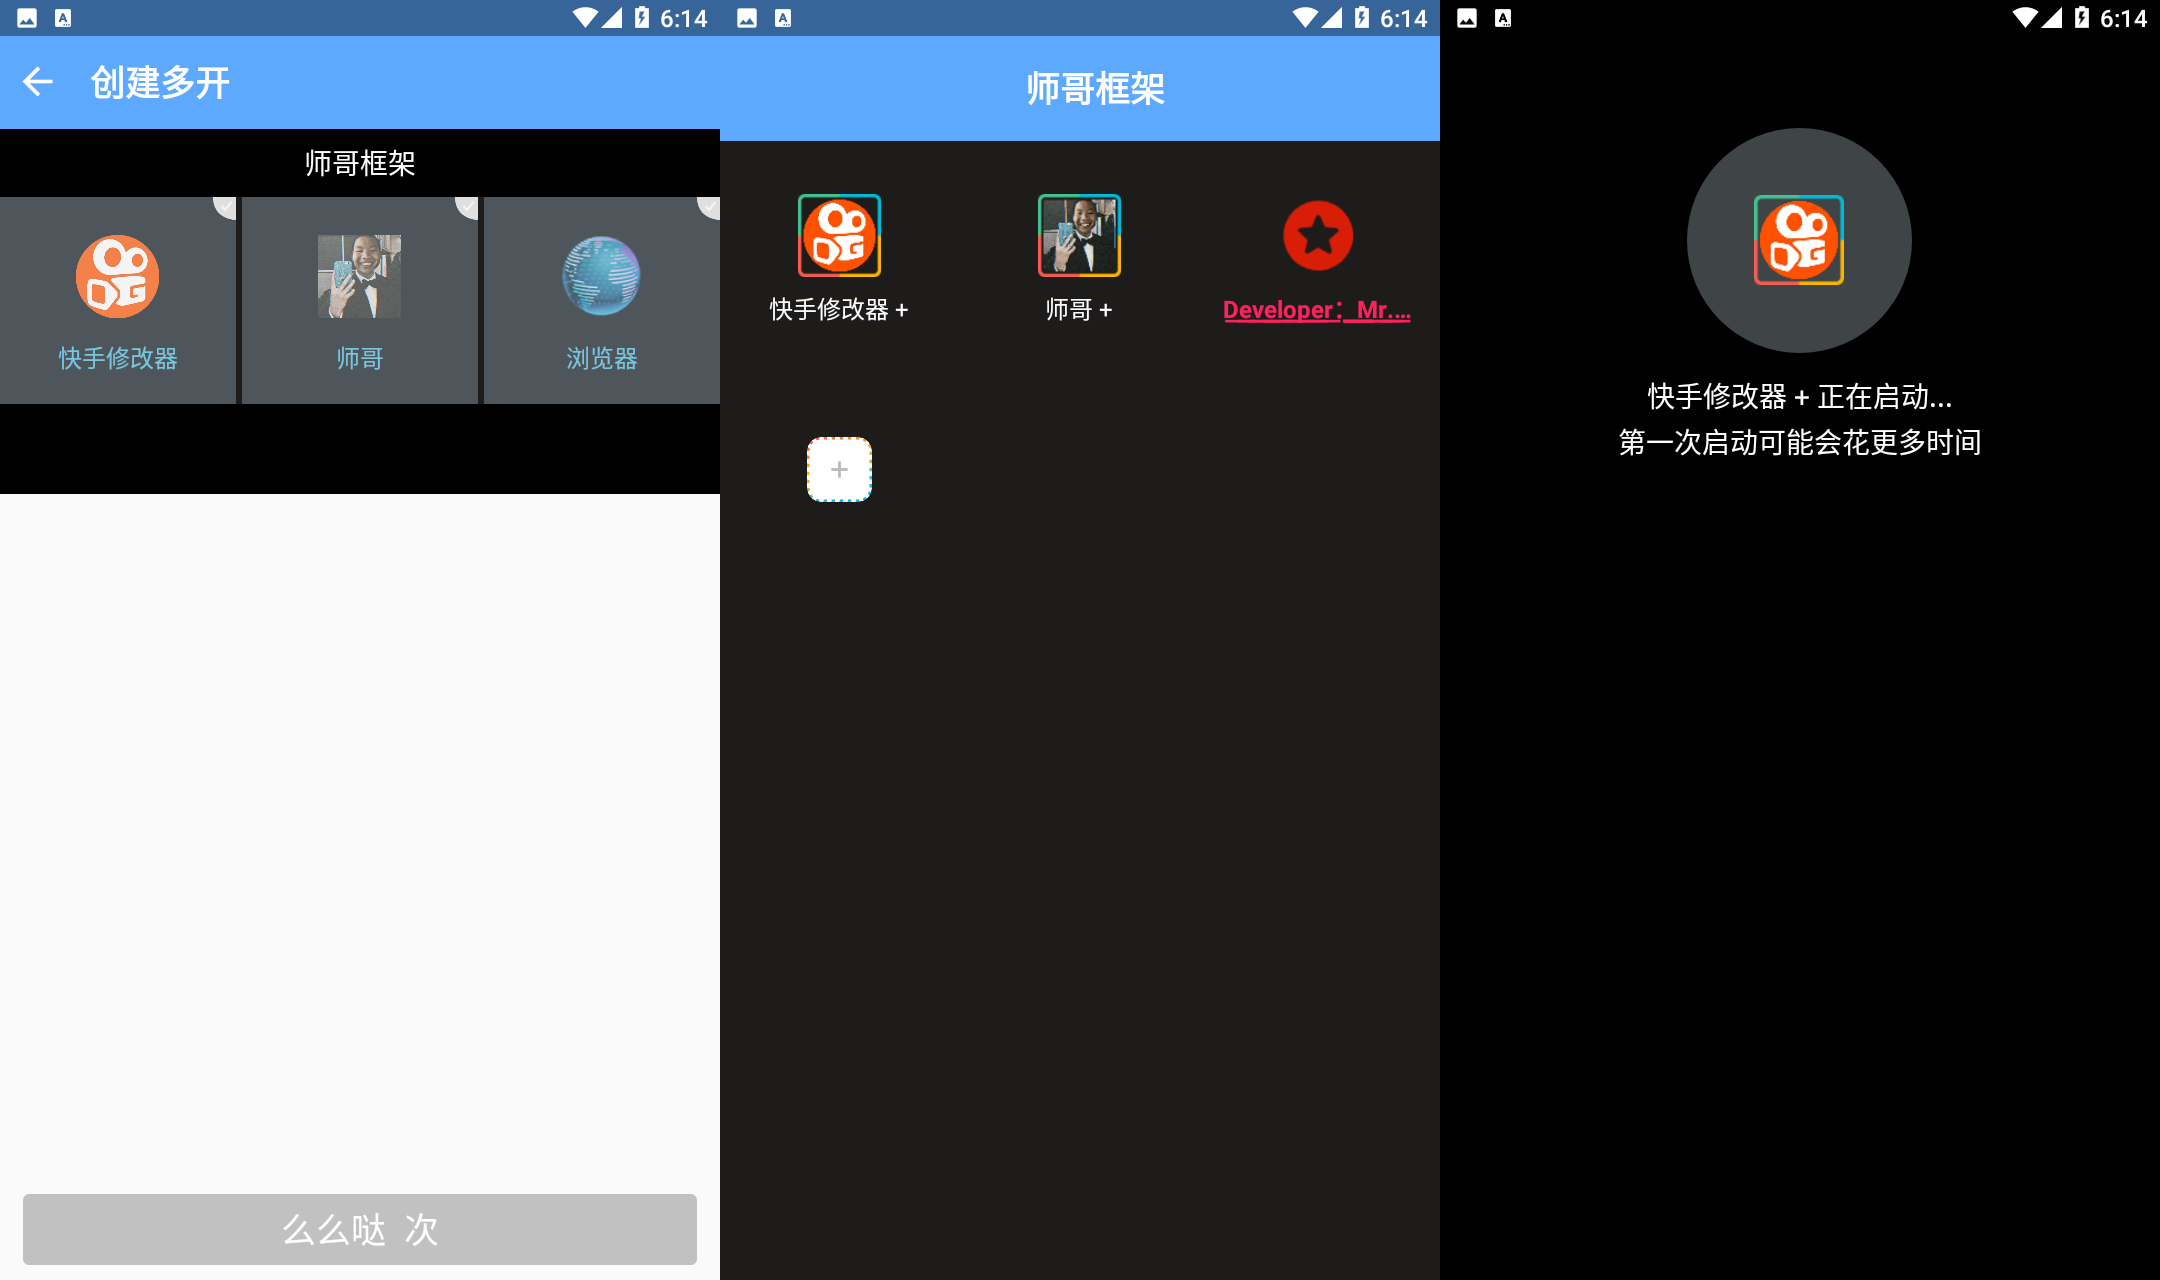 6:14
创建多开
师哥框架
快手修改器
师哥
浏览器
么么哒 次
6:14
师哥框架
快手修改器 +
师哥 +
Developer：Mr.…
6:14
快手修改器 + 正在启动...
第一次启动可能会花更多时间